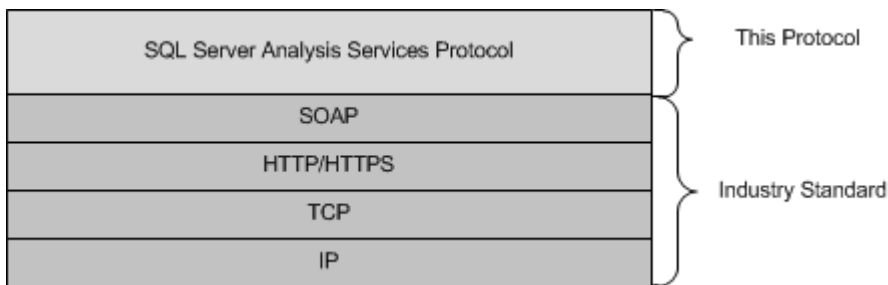 SQL Server Analysis Services Protocol
This Protocol
SOAP
HTTP/HTTPS
TCP
IP
Industry Standard